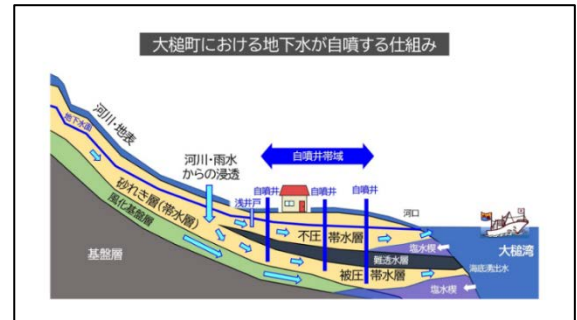 大槌町における地下水が自噴する仕組み
河川・地表
地下水面
河川・雨水
からの浸透
自噴井帯域
砂れき層(帯水層)
風化基盤層
基盤層
浅井戸
自噴井
自噴井
自噴井
河口
不圧 帯水層
塩水楔
難透水層
大槌湾
海底湧出水
被圧 帯水層
塩水楔